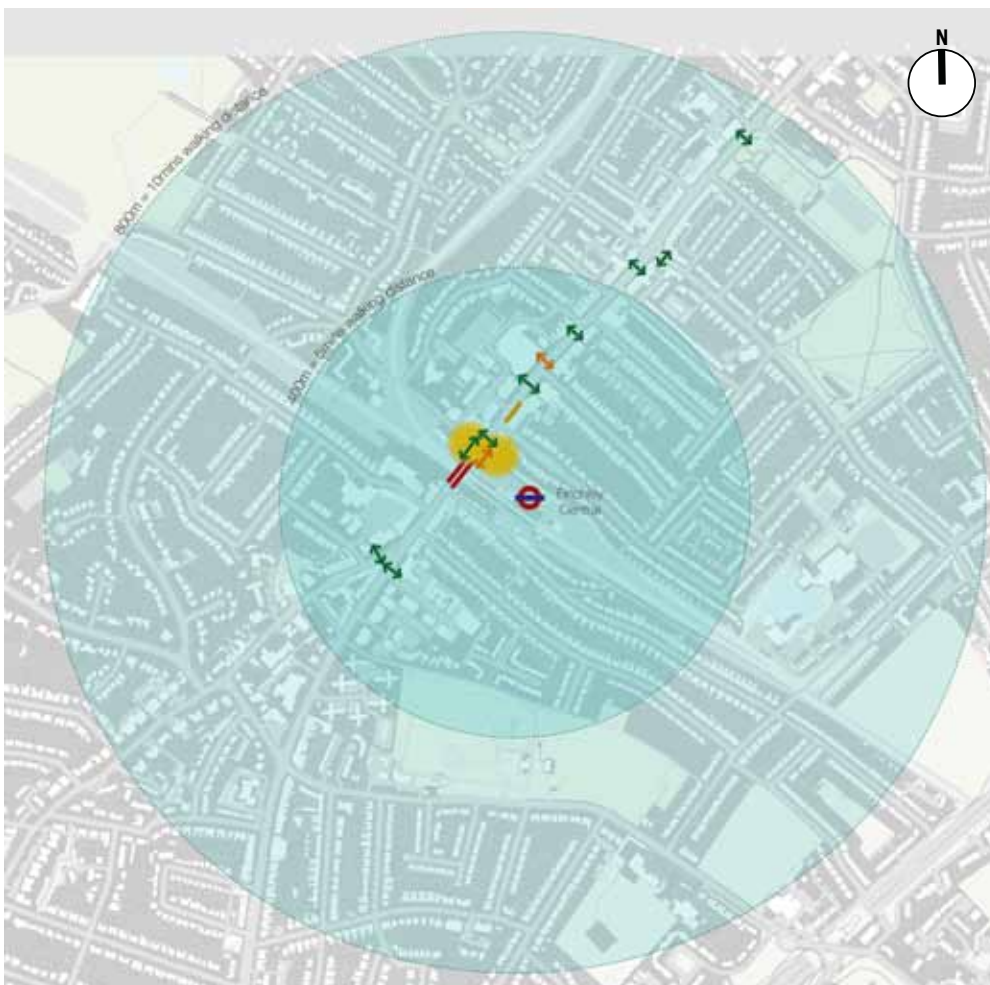 N
800m = 10mins walking distance
400m = 5mins walking distance
Finchley
Central